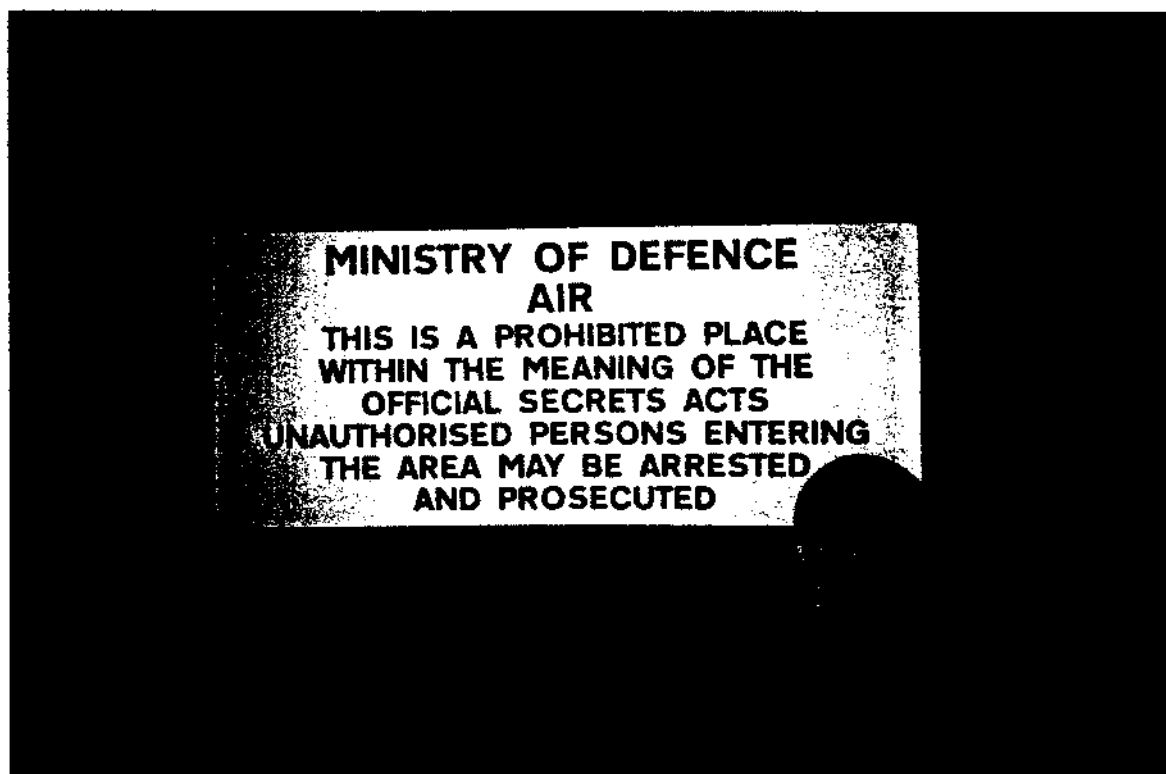 MINISTRY OF DEFENCE
AIR
THIS IS A PROHIBITED PLACE
WITHIN THE MEANING OF THE
OFFICIAL SECRETS ACTS
UNAUTHORISED PERSONS ENTERING
THE AREA MAY BE ARRESTED
AND PROSECUTED